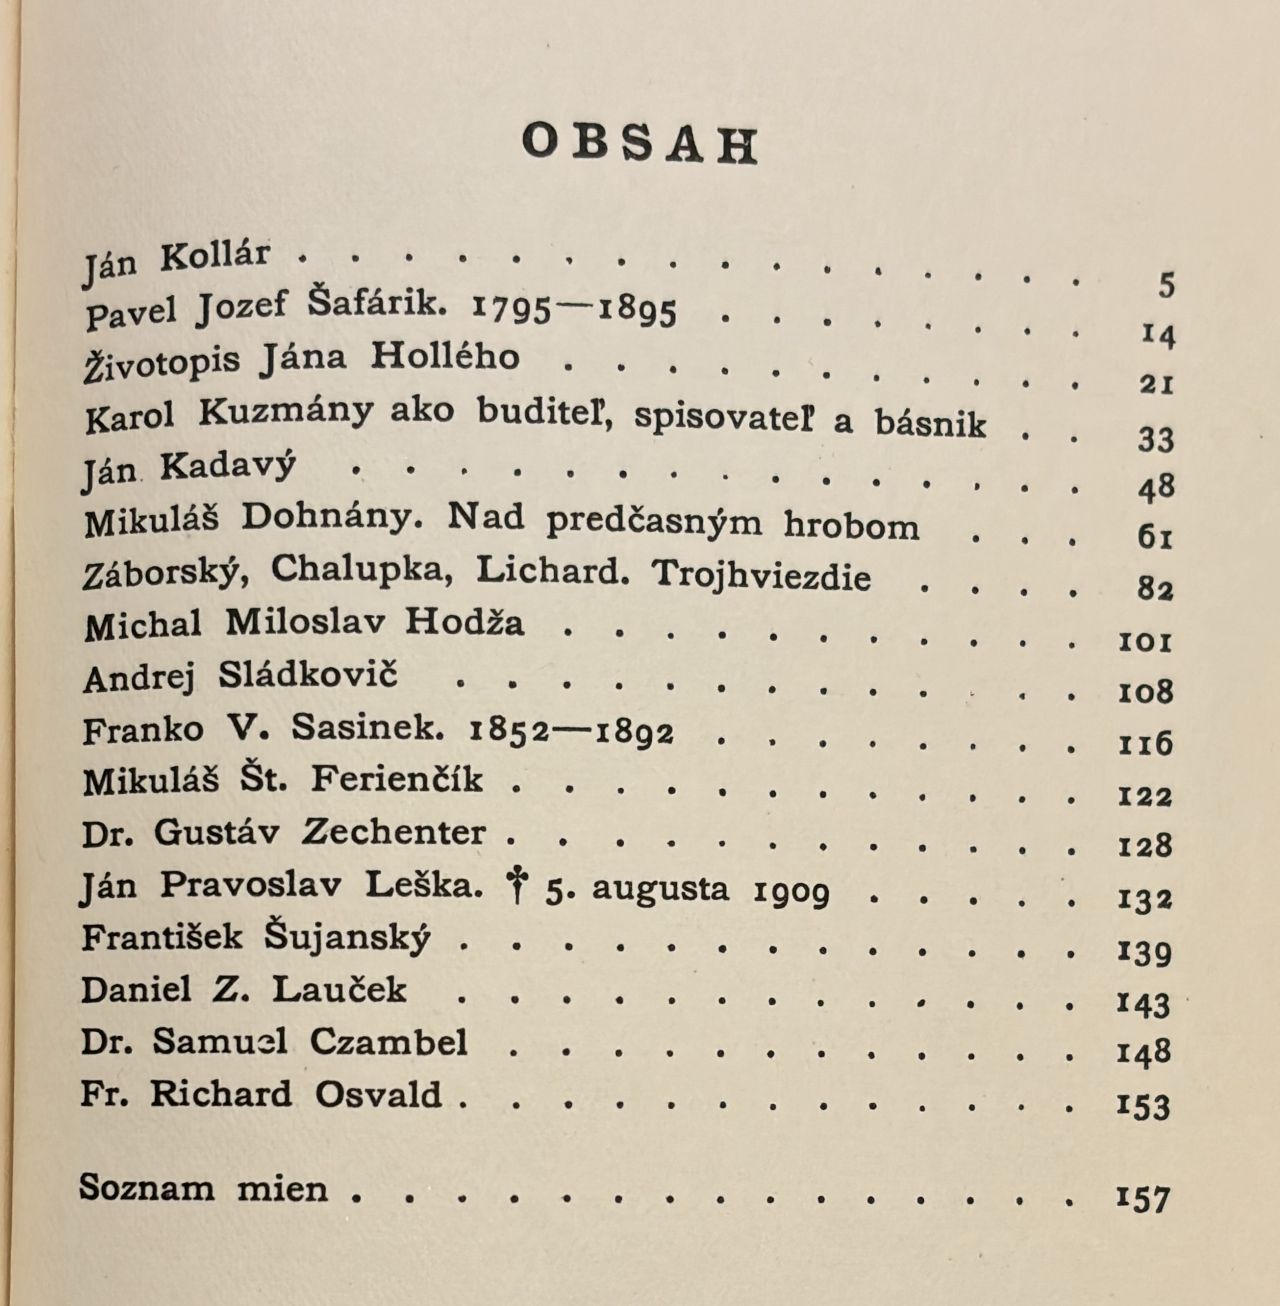 OBSAH
Ján Kollár . . . . . . . . . . . . . . . . 5
Pavel Jozef Šafárik. 1795—1895 . . . . . . . . 14
Životopis Jána Hollého . . . . . . . . . . . 21
Karol Kuzmány ako buditeľ, spisovateľ a básnik . . 33
Ján Kadavý . . . . . . . . . . . . . . . 48
Mikuláš Dohnány. Nad predčasným hrobom . . . 61
Záborský, Chalupka, Lichard. Trojhviezdie . . . . 82
Michal Miloslav Hodža . . . . . . . . . . . 101
Andrej Sládkovič . . . . . . . . . . . . . 108
Franko V. Sasinek. 1852—1892 . . . . . . . . 116
Mikuláš Št. Ferienčík . . . . . . . . . . . . 122
Dr. Gustáv Zechenter . . . . . . . . . . . . 128
Ján Pravoslav Leška. † 5. augusta 1909 . . . . . 132
František Šujanský . . . . . . . . . . . . . 139
Daniel Z. Lauček . . . . . . . . . . . . . 143
Dr. Samuel Czambel . . . . . . . . . . . . 148
Fr. Richard Osvald . . . . . . . . . . . . . 153
Soznam mien . . . . . . . . . . . . . . . 157